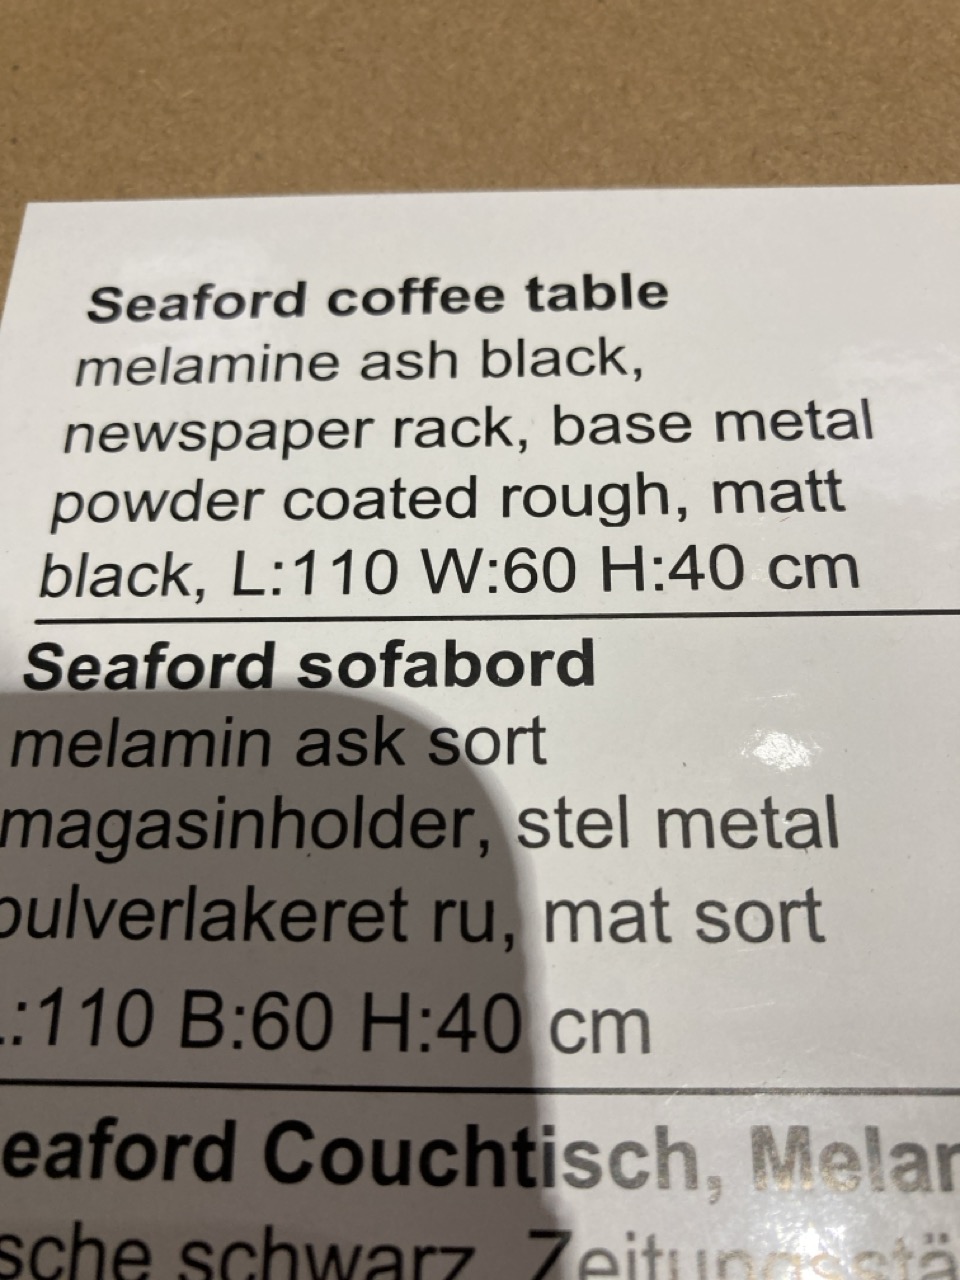 Seaford coffee table
melamine ash black,
newspaper rack, base metal
powder coated rough, matt
black, L:110 W:60 H:40 cm
Seaford sofabord
melamin ask sort
magasinholder, stel metal
pulverlakeret ru, mat sort
L:110 B:60 H:40 cm
eaford Couchtisch, Melam
sche schwarz, Zeitungsstä